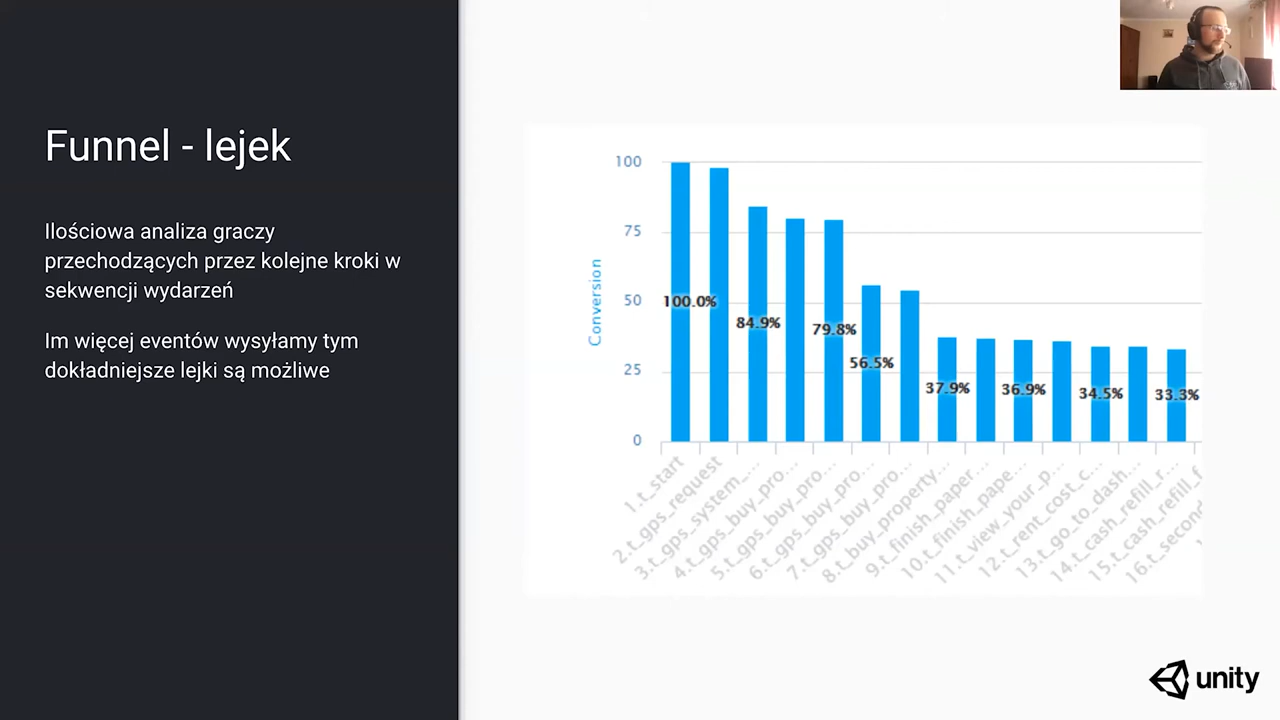 Funnel - lejek
Ilościowa analiza graczy
przechodzących przez kolejne kroki w
sekwencji wydarzeń
Im więcej eventów wysyłamy tym
dokładniejsze lejki są możliwe
Conversion
100
75
50
25
0
100.0%
84.9%
79.8%
56.5%
37.9%
36.9%
34.5%
33.3%
1.t_start
2.t_gps_request
3.t_gps_system_...
4.t_gps_buy_pro...
5.t_gps_buy_pro...
6.t_gps_buy_pro...
7.t_gps_buy_pro...
8.t_buy_property...
9.t_finish_paper...
10.t_finish_pape...
11.t_view_your_p...
12.t_rent_cost_c...
13.t_go_to_dash...
14.t_cash_refill_r...
15.t_cash_refill_f
16.t_second
unity